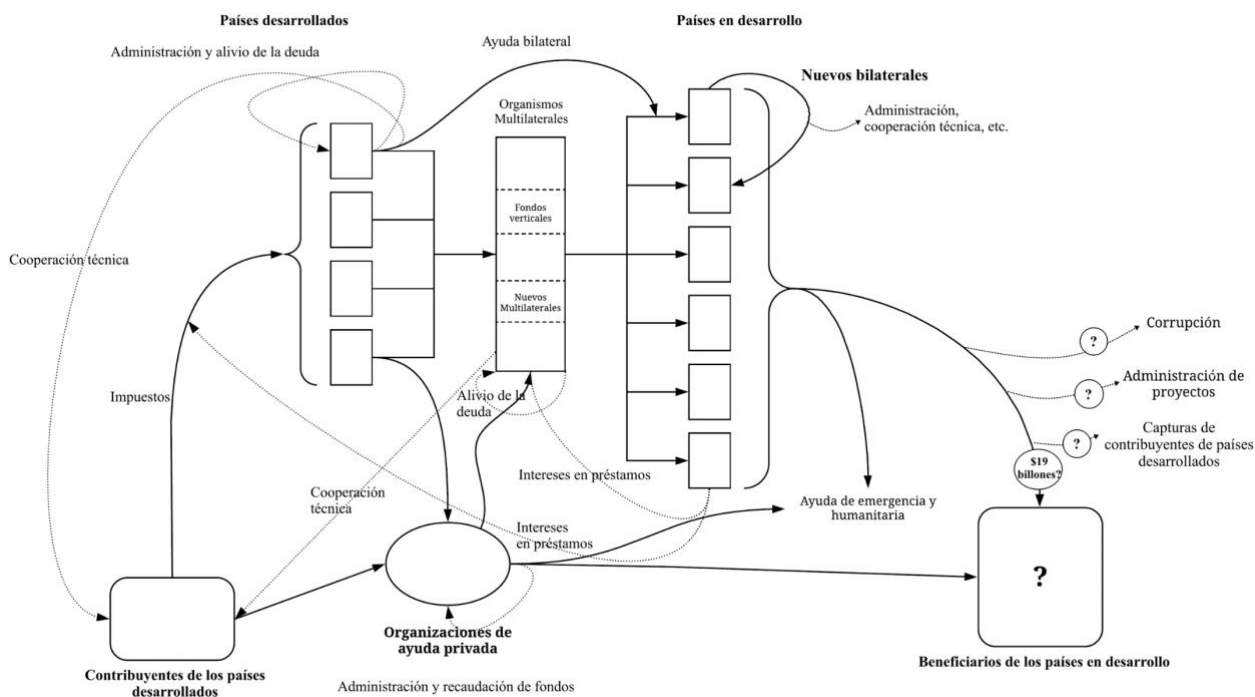 Países desarrollados
Países en desarrollo
Administración y alivio de la deuda
Ayuda bilateral
Nuevos bilaterales
Organismos
Multilaterales
Administración,
cooperación técnica, etc.
Fondos
verticales
Cooperación técnica
Nuevos
Multilaterales
Corrupción
?
Impuestos
Alivio de la
deuda
Administración de
proyectos
?
Capturas de
contribuyentes de países
desarrollados
?
$19
billones?
Intereses en préstamos
Cooperación
técnica
Ayuda de emergencia y
humanitaria
Intereses
en préstamos
?
Organizaciones de
ayuda privada
Contribuyentes de los países
desarrollados
Beneficiarios de los países en desarrollo
Administración y recaudación de fondos